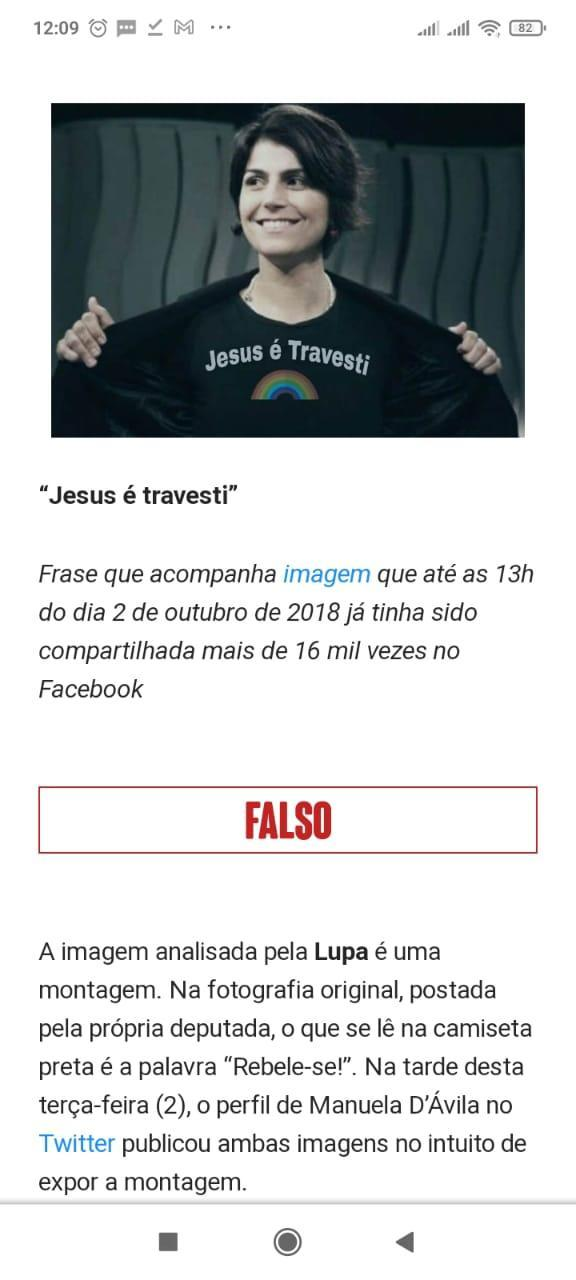 12:09
82
Jesus é Travesti
“Jesus é travesti”
Frase que acompanha imagem que até as 13h
do dia 2 de outubro de 2018 já tinha sido
compartilhada mais de 16 mil vezes no
Facebook
FALSO
A imagem analisada pela Lupa é uma
montagem. Na fotografia original, postada
pela própria deputada, o que se lê na camiseta
preta é a palavra “Rebele-se!”. Na tarde desta
terça-feira (2), o perfil de Manuela D’Ávila no
Twitter publicou ambas imagens no intuito de
expor a montagem.